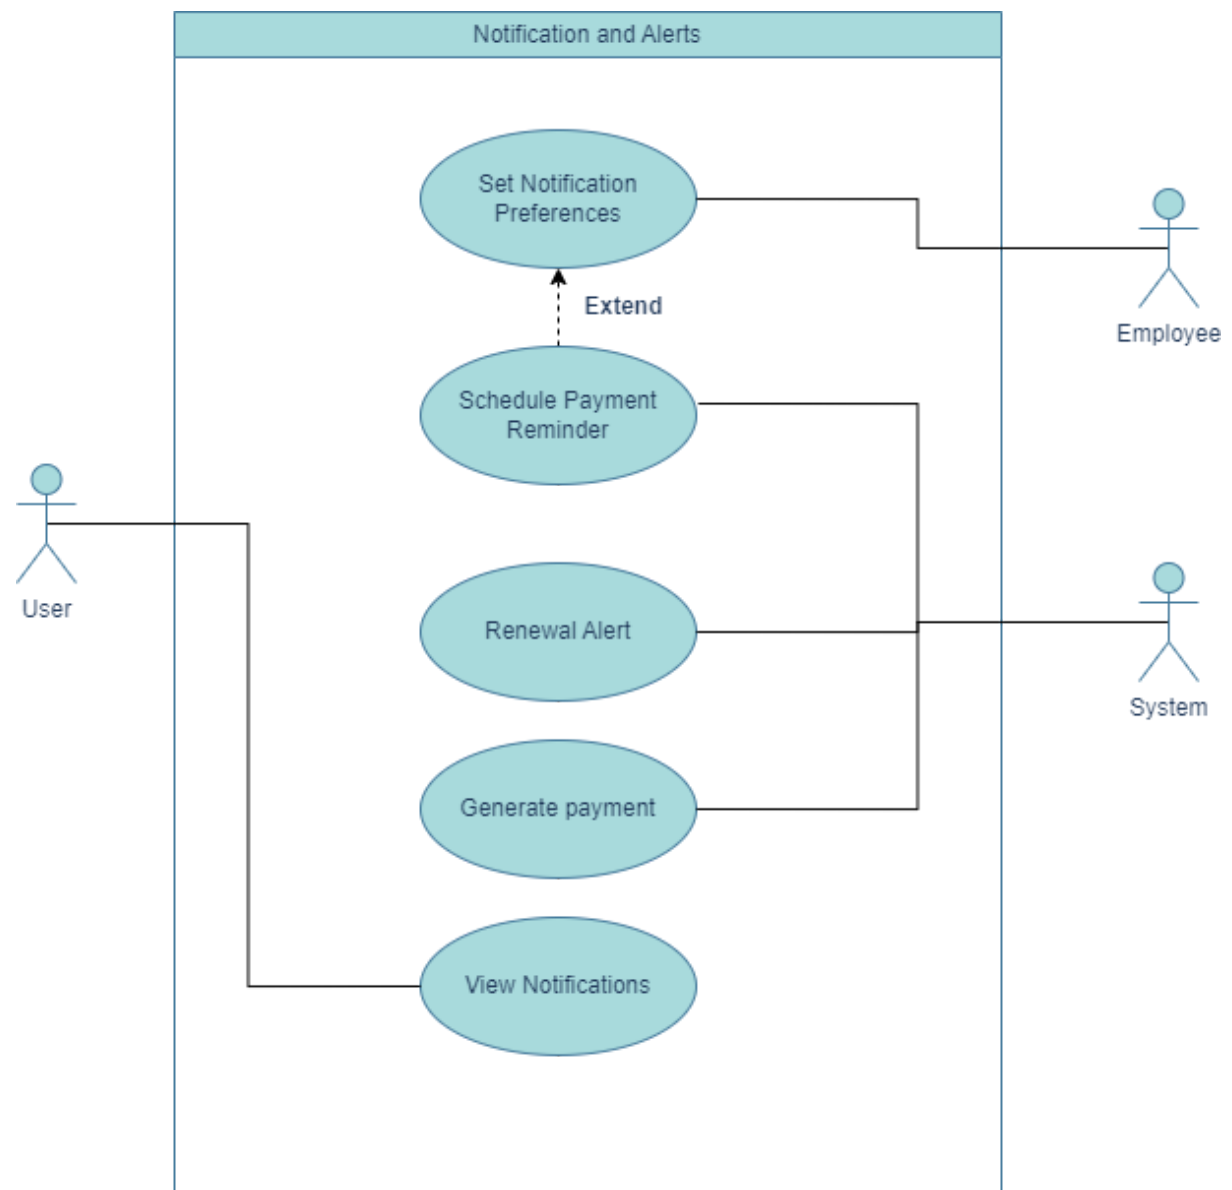 Notification and Alerts
Set Notification
Preferences
Extend
Employee
Schedule Payment
Reminder
User
Renewal Alert
System
Generate payment
View Notifications